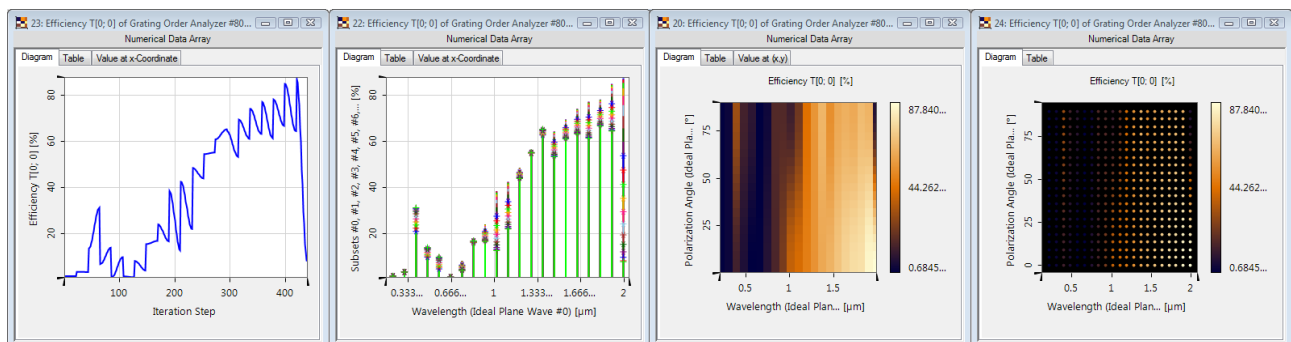 23: Efficiency T[0; 0] of Grating Order Analyzer #80...
Numerical Data Array
Diagram Table Value at x-Coordinate
80
60
40
20
Efficiency T[0; 0] [%]
100 200 300 400
Iteration Step
22: Efficiency T[0; 0] of Grating Order Analyzer #80...
Numerical Data Array
Diagram Table Value at x-Coordinate
80
60
40
20
Subsets #0, #1, #2, #3, #4, #5, #6,... [%]
0.333... 0.666... 1 1.333... 1.666... 2
Wavelength (Ideal Plane Wave #0) [µm]
20: Efficiency T[0; 0] of Grating Order Analyzer #80...
Numerical Data Array
Diagram Table Value at (x,y)
Efficiency T[0; 0] [%]
75
50
25
Polarization Angle (Ideal Pla... [°]
0.5 1 1.5
Wavelength (Ideal Plan... [µm]
87.840...
44.262...
0.6845...
24: Efficiency T[0; 0] of Grating Order Analyzer #80...
Numerical Data Array
Diagram Table
Efficiency T[0; 0] [%]
75
50
25
0
Polarization Angle (Ideal Pla... [°]
0.5 1 1.5 2
Wavelength (Ideal Plan... [µm]
87.840...
44.262...
0.6845...